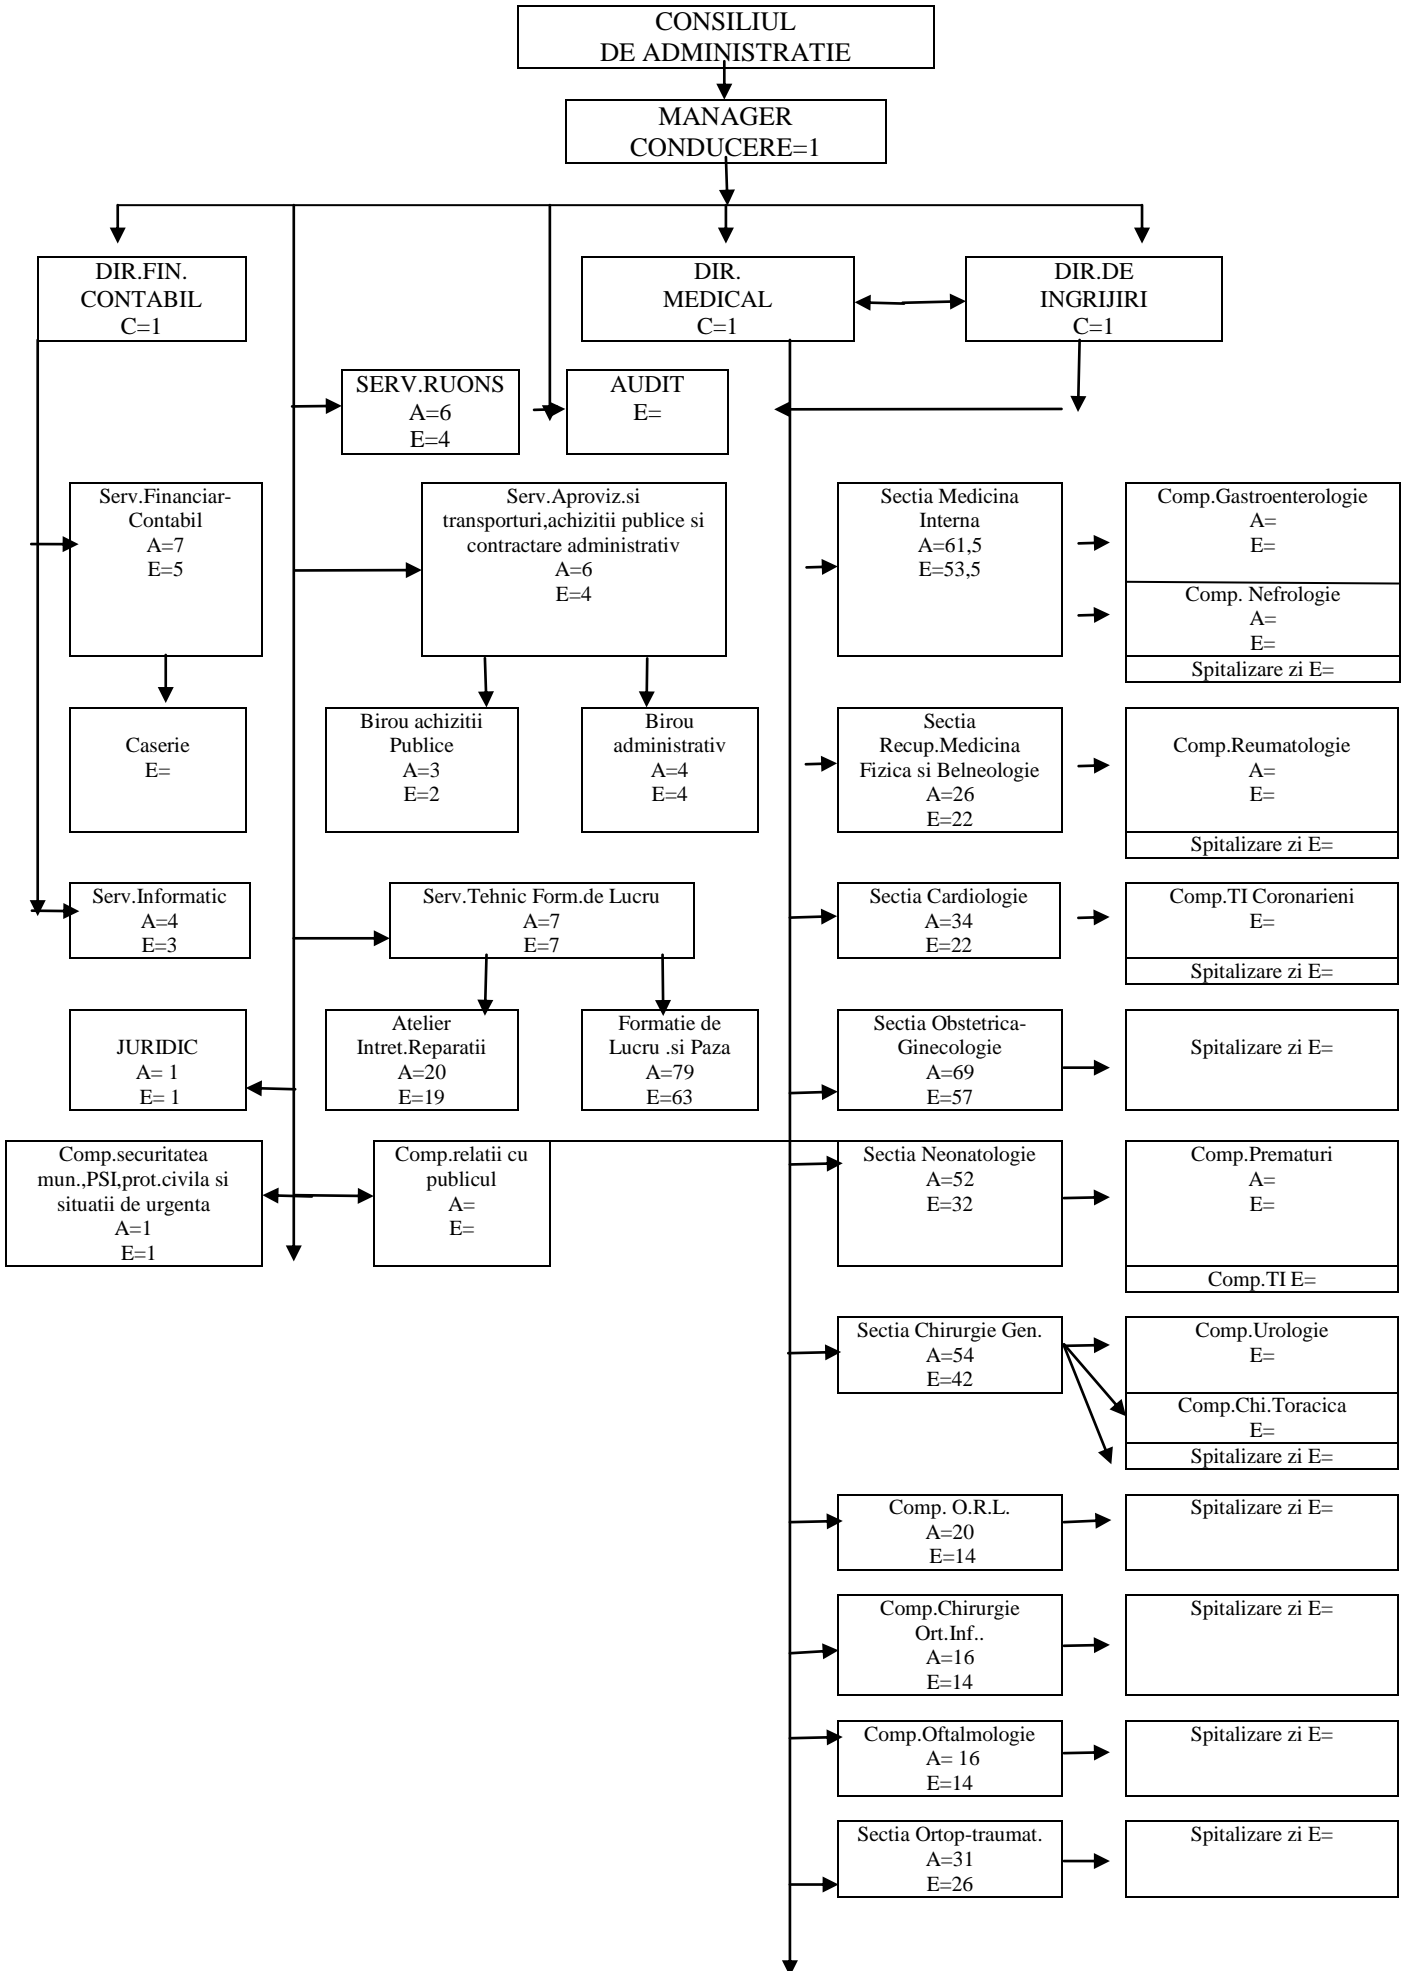 CONSILIUL
DE ADMINISTRATIE
MANAGER
CONDUCERE=1
DIR.FIN.
CONTABIL
C=1
DIR.
MEDICAL
C=1
DIR.DE
INGRIJIRI
C=1
SERV.RUONS
A=6
E=4
AUDIT
E=
Serv.Financiar-
Contabil
A=7
E=5
Serv.Aproviz.si
transporturi,achizitii publice si
contractare administrativ
A=6
E=4
Sectia Medicina
Interna
A=61,5
E=53,5
Comp.Gastroenterologie
A=
E=
Comp. Nefrologie
A=
E=
Spitalizare zi E=
Caserie
E=
Birou achizitii
Publice
A=3
E=2
Birou
administrativ
A=4
E=4
Sectia
Recup.Medicina
Fizica si Belneologie
A=26
E=22
Comp.Reumatologie
A=
E=
Spitalizare zi E=
Serv.Informatic
A=4
E=3
Serv.Tehnic Form.de Lucru
A=7
E=7
Sectia Cardiologie
A=34
E=22
Comp.TI Coronarieni
E=
Spitalizare zi E=
JURIDIC
A= 1
E= 1
Atelier
Intret.Reparatii
A=20
E=19
Formatie de
Lucru .si Paza
A=79
E=63
Sectia Obstetrica-
Ginecologie
A=69
E=57
Spitalizare zi E=
Comp.securitatea
mun.,PSI,prot.civila si
situatii de urgenta
A=1
E=1
Comp.relatii cu
publicul
A=
E=
Sectia Neonatologie
A=52
E=32
Comp.Prematuri
A=
E=
Comp.TI E=
Sectia Chirurgie Gen.
A=54
E=42
Comp.Urologie
E=
Comp.Chi.Toracica
E=
Spitalizare zi E=
Comp. O.R.L.
A=20
E=14
Spitalizare zi E=
Comp.Chirurgie
Ort.Inf..
A=16
E=14
Spitalizare zi E=
Comp.Oftalmologie
A= 16
E=14
Spitalizare zi E=
Sectia Ortop-traumat.
A=31
E=26
Spitalizare zi E=